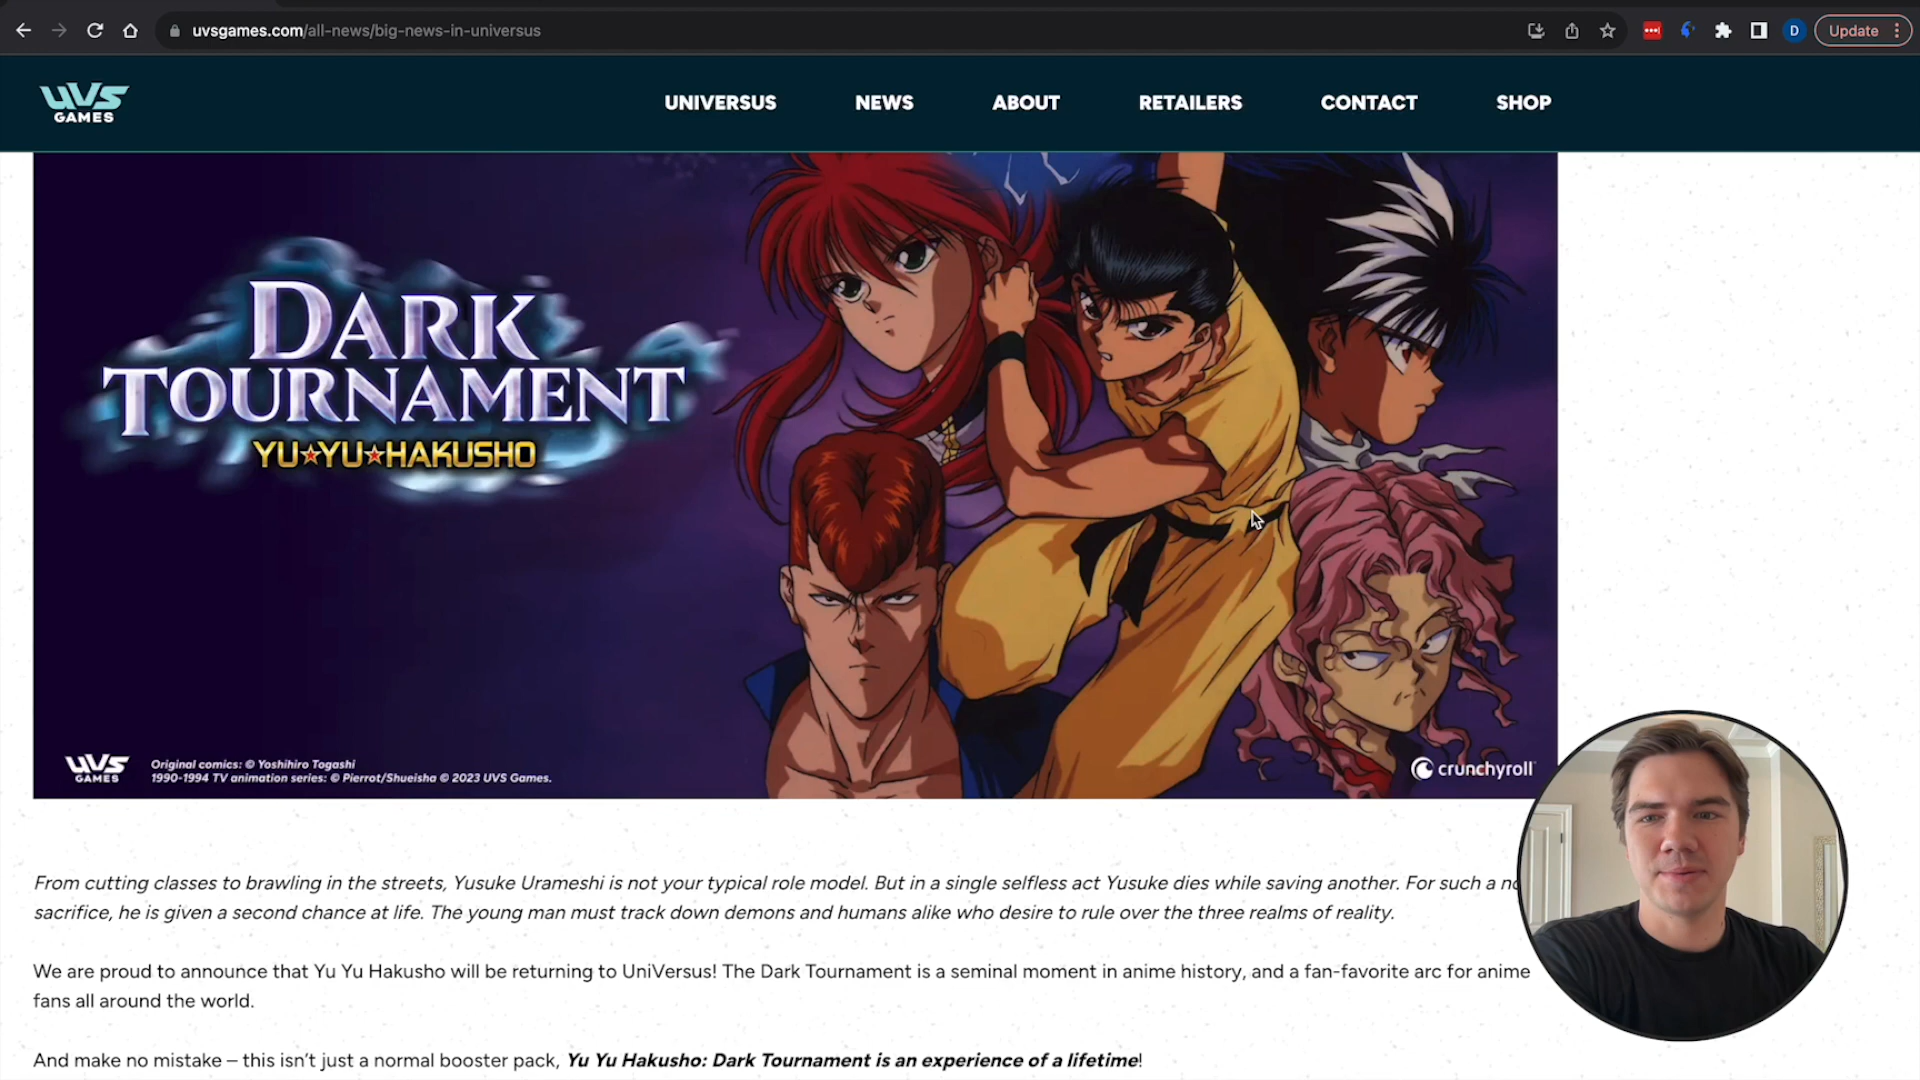 uvsgames.com/all-news/big-news-in-universus
D
Update
UVS
GAMES
UNIVERSUS
NEWS
ABOUT
RETAILERS
CONTACT
SHOP
DARK
TOURNAMENT
YU★YU★HAKUSHO
UVS
GAMES
Original comics: © Yoshihiro Togashi
1990-1994 TV animation series: © Pierrot/Shueisha © 2023 UVS Games.
crunchyroll
From cutting classes to brawling in the streets, Yusuke Urameshi is not your typical role model. But in a single selfless act Yusuke dies while saving another. For such a
sacrifice, he is given a second chance at life. The young man must track down demons and humans alike who desire to rule over the three realms of reality.
We are proud to announce that Yu Yu Hakusho will be returning to UniVersus! The Dark Tournament is a seminal moment in anime history, and a fan-favorite arc for anime
fans all around the world.
And make no mistake – this isn't just a normal booster pack, Yu Yu Hakusho: Dark Tournament is an experience of a lifetime!